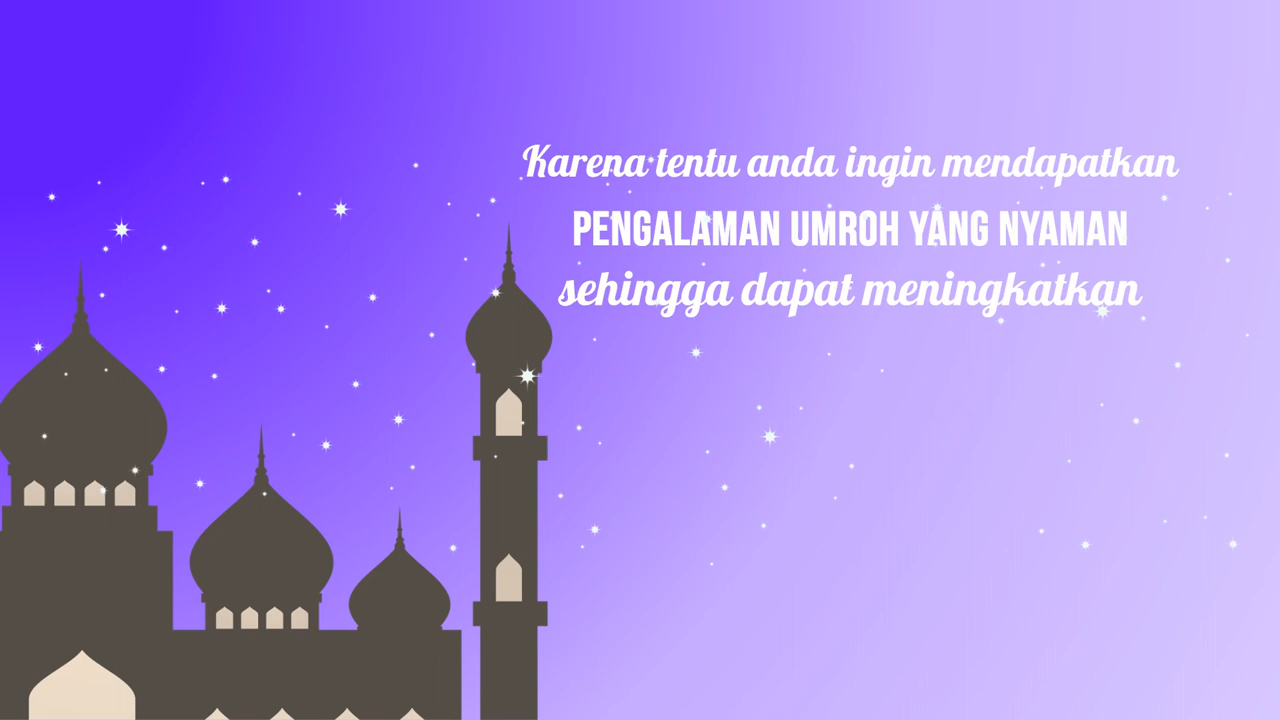 Karena tentu anda ingin mendapatkan
PENGALAMAN UMROH YANG NYAMAN
sehingga dapat meningkatkan